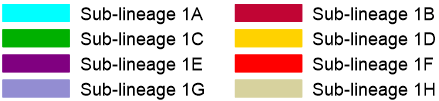 Sub-lineage 1A Sub-lineage 1B
Sub-lineage 1C Sub-lineage 1D
Sub-lineage 1E Sub-lineage 1F
Sub-lineage 1G Sub-lineage 1H